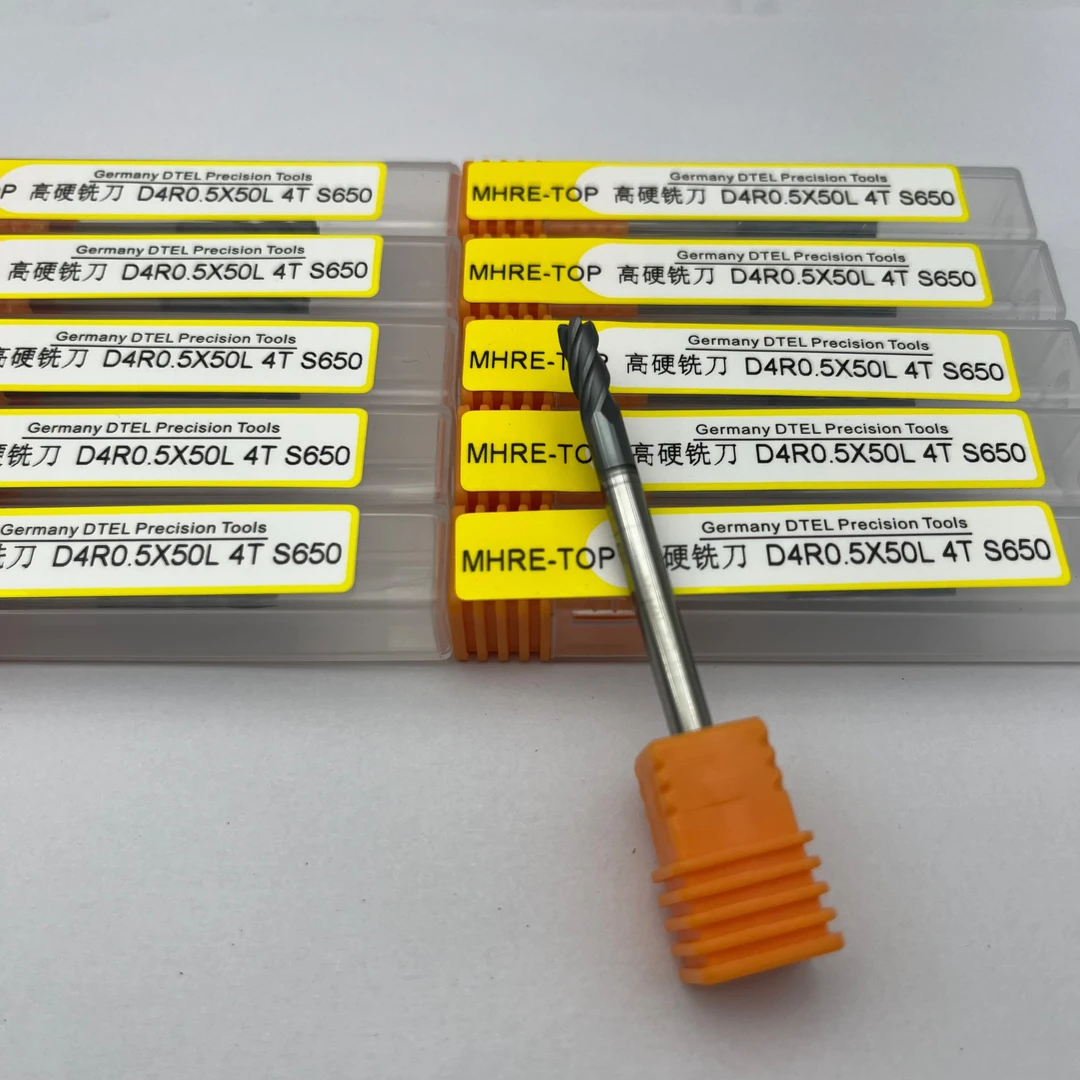 Germany DTEL Precision Tools
P 高硬铣刀 D4R0.5X50L 4T S650
Germany DTEL Precision Tools
高硬铣刀 D4R0.5X50L 4T S650
Germany DTEL Precision Tools
高硬铣刀 D4R0.5X50L 4T S650
Germany DTEL Precision Tools
硬铣刀 D4R0.5X50L 4T S650
Germany DTEL Precision Tools
铣刀 D4R0.5X50L 4T S650
Germany DTEL Precision Tools
MHRE-TOP 高硬铣刀 D4R0.5X50L 4T S650
Germany DTEL Precision Tools
MHRE-TOP 高硬铣刀 D4R0.5X50L 4T S650
Germany DTEL Precision Tools
MHRE-T 高硬铣刀 D4R0.5X50L 4T S650
Germany DTEL Precision Tools
MHRE-TO 高硬铣刀 D4R0.5X50L 4T S650
Germany DTEL Precision Tools
MHRE-TOP 硬铣刀 D4R0.5X50L 4T S650